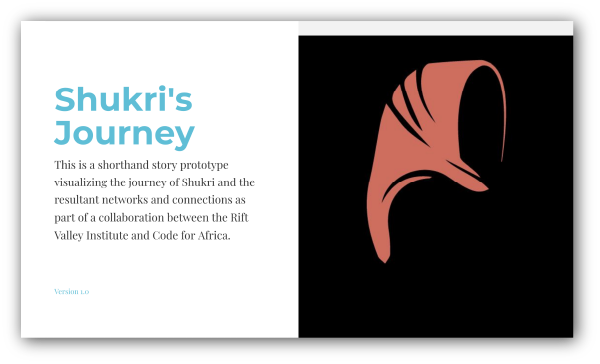 Shukri's
Journey
This is a shorthand story prototype
visualizing the journey of Shukri and the
resultant networks and connections as
part of a collaboration between the Rift
Valley Institute and Code for Africa.
Version 1.0